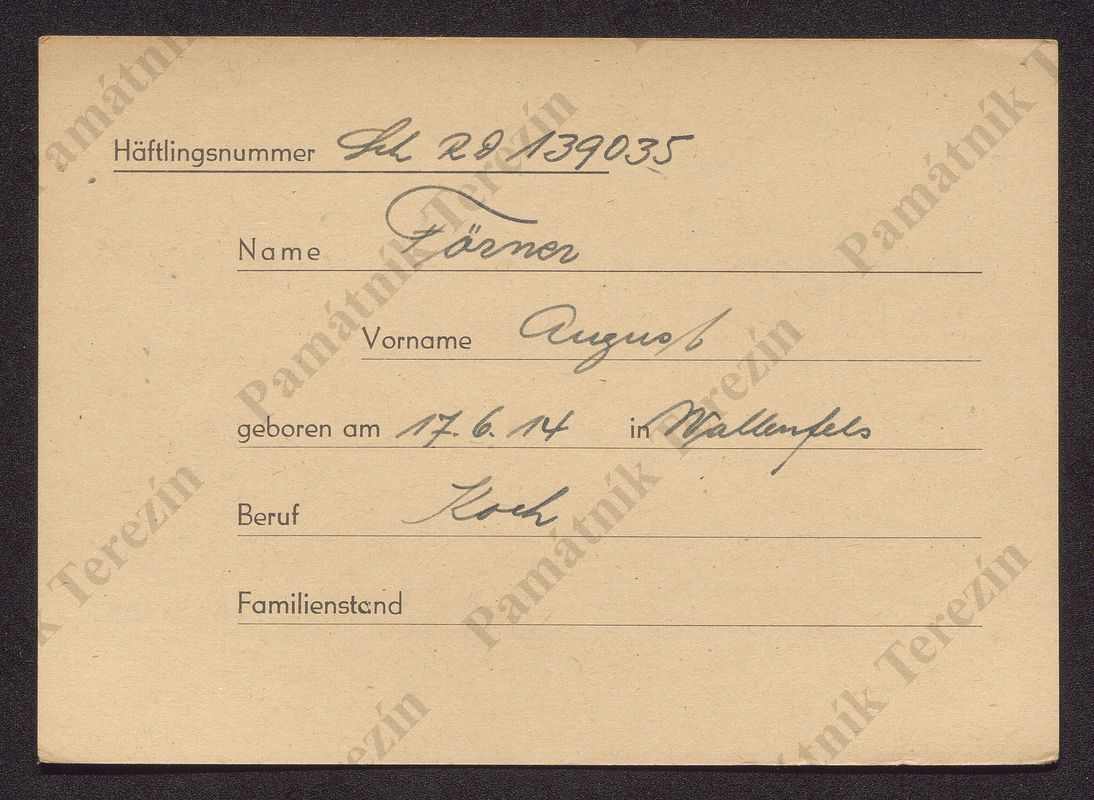 Häftlingsnummer Sch RD 139035
Name Förner
Vorname August
geboren am 17. 6. 14 in Wallenfels
Beruf Koch
Familienstand
Památník Terezín